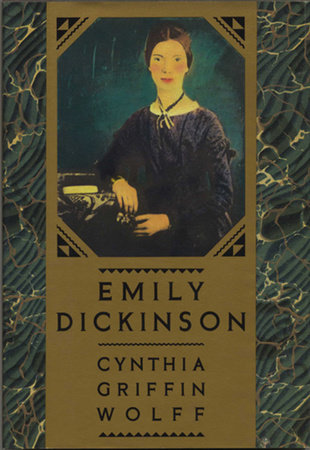 EMILY
DICKINSON
CYNTHIA
GRIFFIN
WOLFF